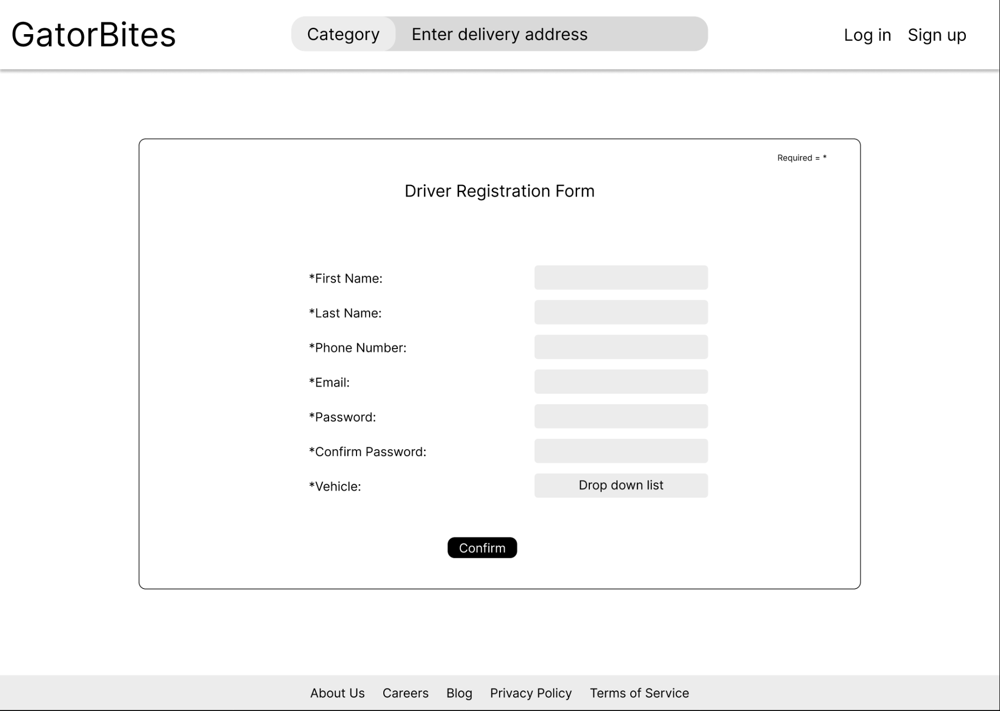 GatorBites
Category
Enter delivery address
Log in
Sign up
Required = *
Driver Registration Form
*First Name:
*Last Name:
*Phone Number:
*Email:
*Password:
*Confirm Password:
*Vehicle:
Drop down list
Confirm
About Us
Careers
Blog
Privacy Policy
Terms of Service